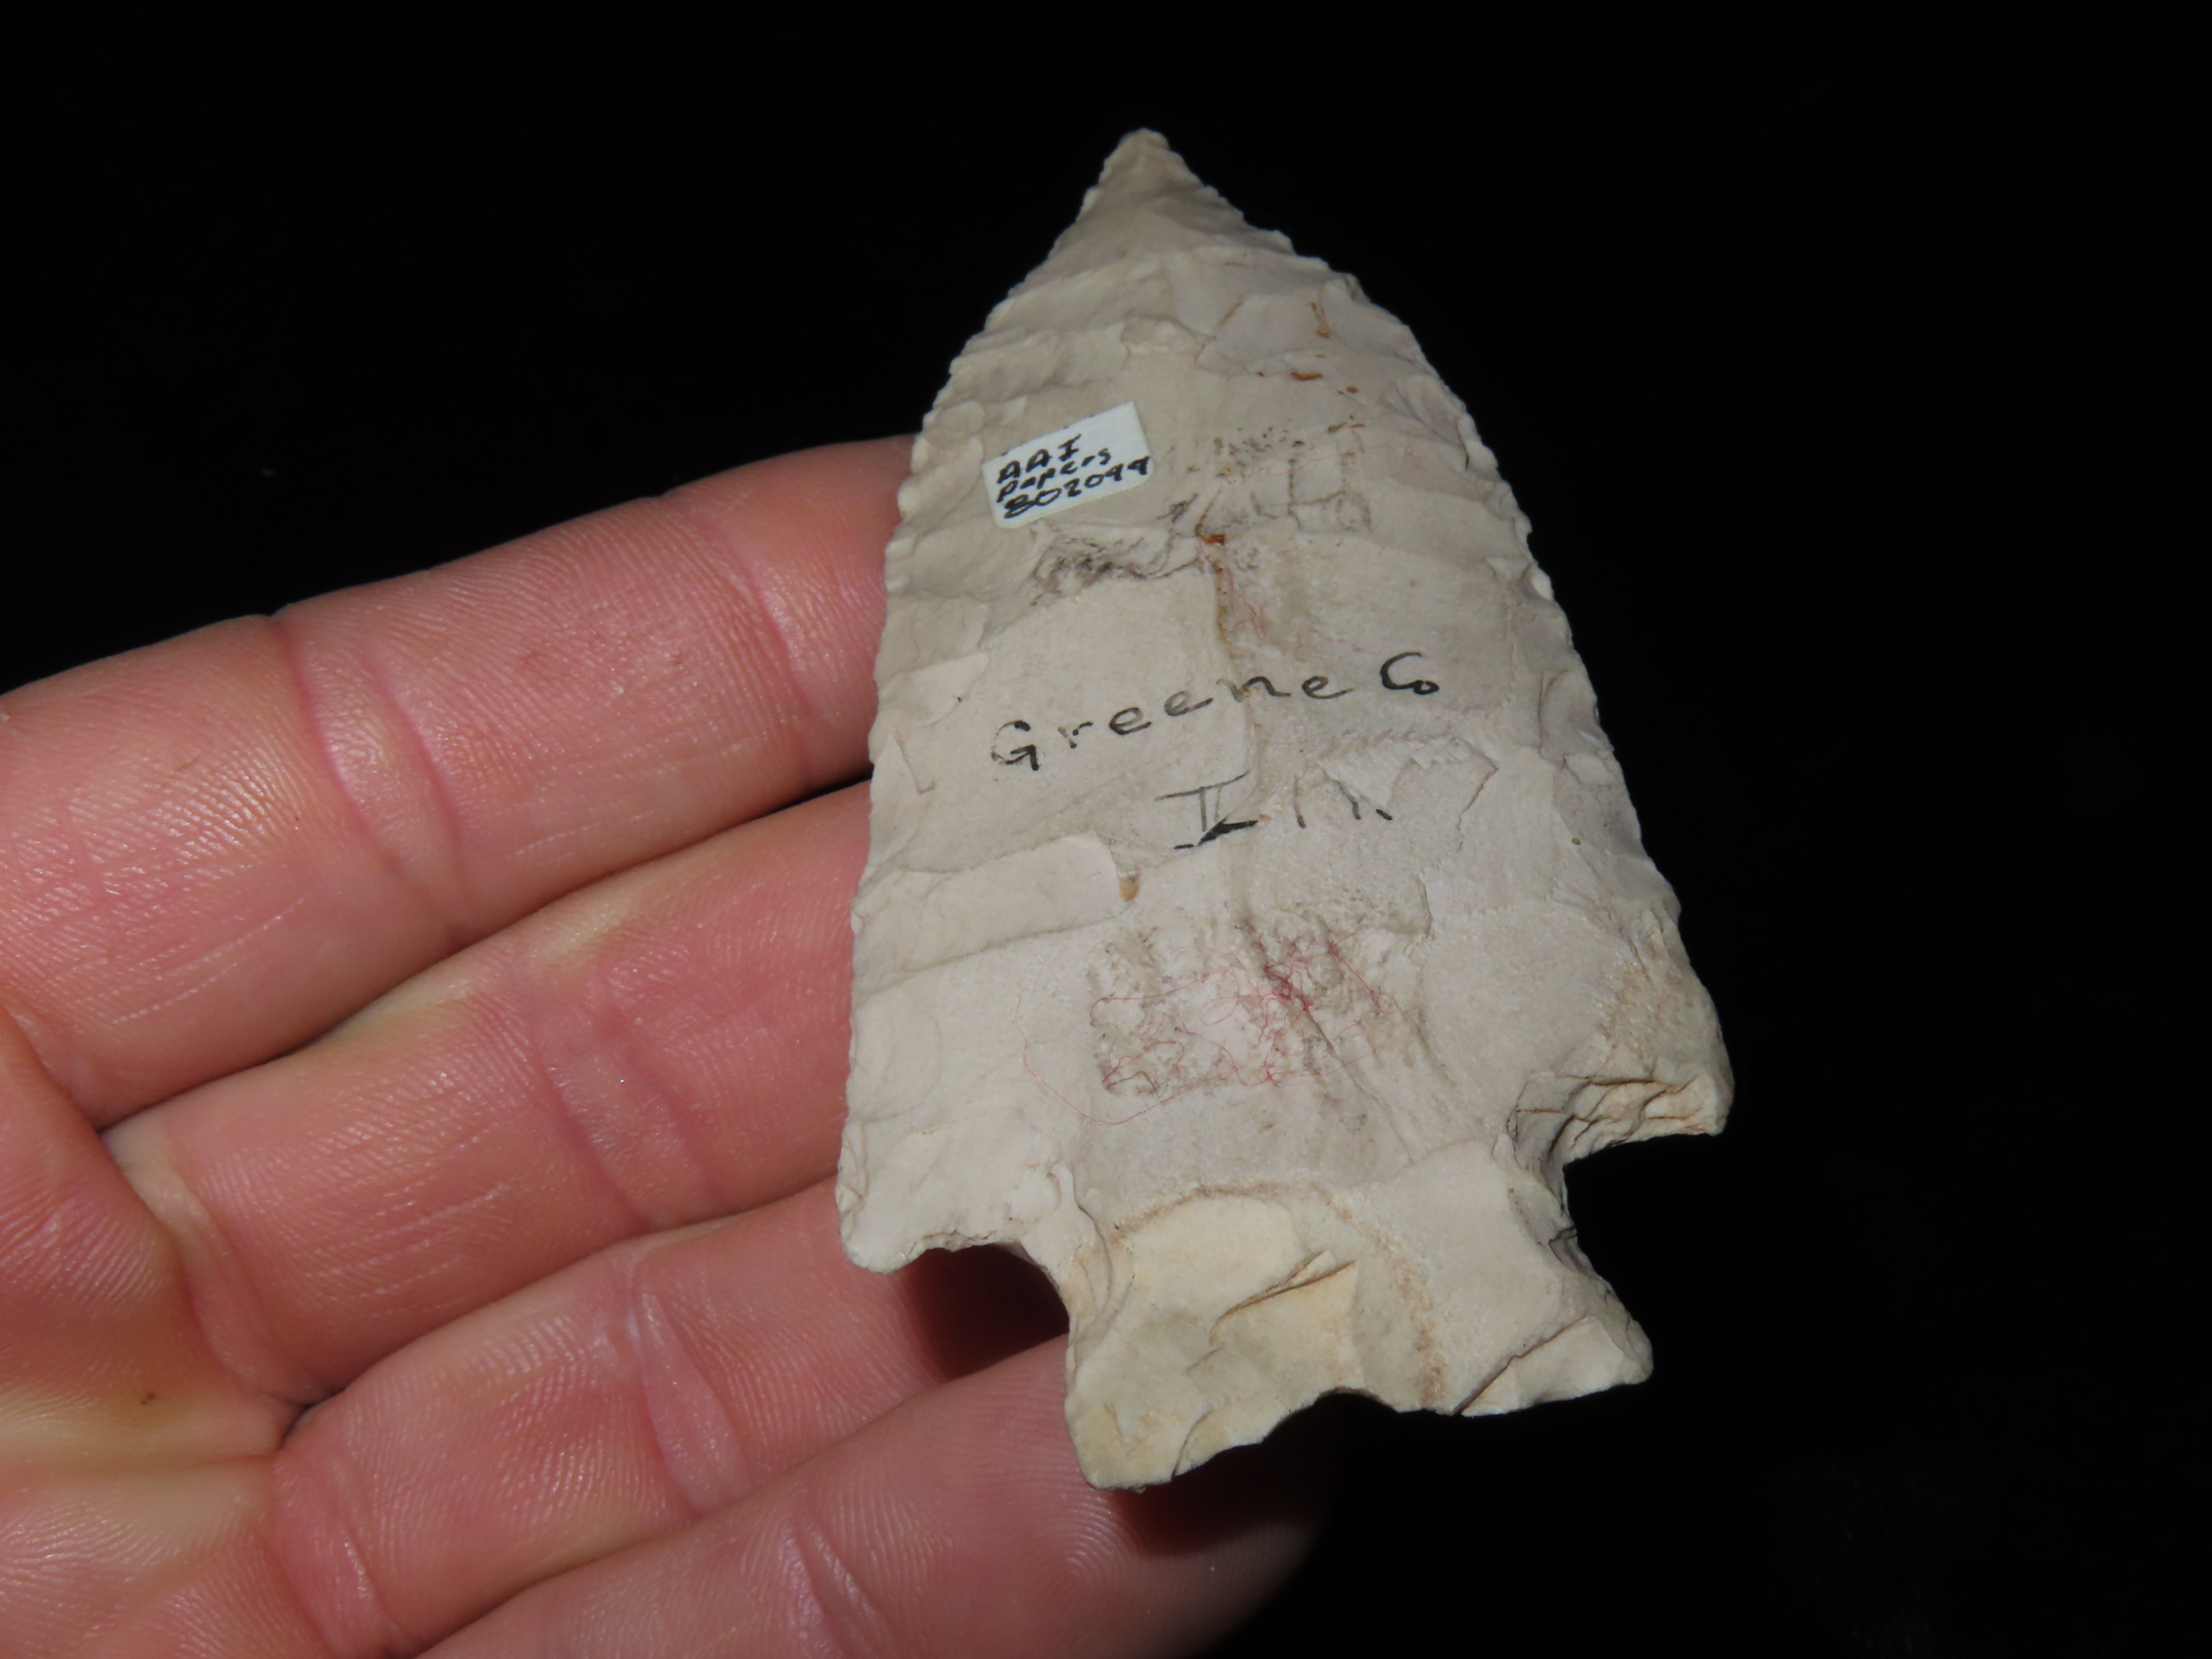 AAI
papers
802099
Greene Co
Ill.